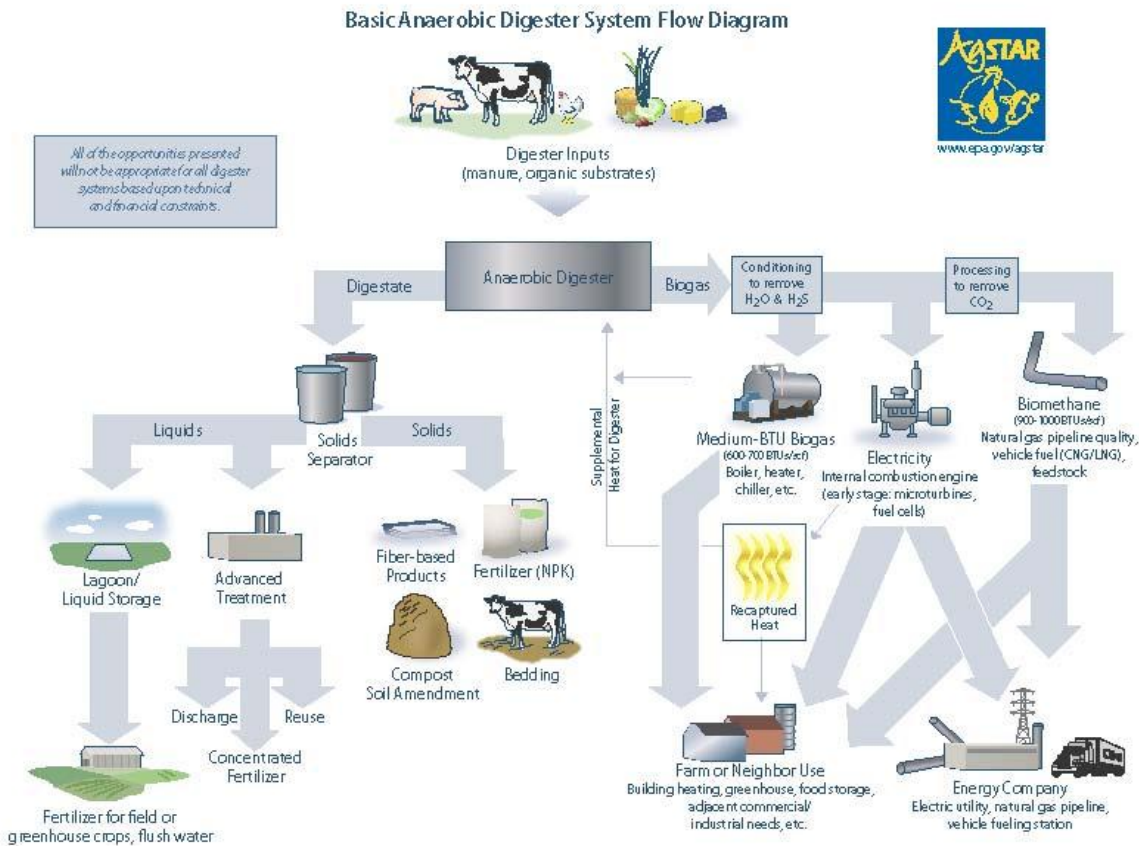 Basic Anaerobic Digester System Flow Diagram
AgSTAR
www.epa.gov/agstar
All of the opportunities presented
will not be appropriate for all digester
systems based upon technical
and financial constraints.
Digester Inputs
(manure, organic substrates)
Digestate
Anaerobic Digester
Biogas
Conditioning
to remove
H2O & H2S
Processing
to remove
CO2
Liquids
Solids
Separator
Solids
Supplemental
Heat for Digester
Medium-BTU Biogas
(600-700 BTUs/scf)
Boiler, heater,
chiller, etc.
Electricity
Internal combustion engine
(early stage: microturbines,
fuel cells)
Biomethane
(900-1000 BTUs/scf)
Natural gas pipeline quality,
vehicle fuel (CNG/LNG),
feedstock
Lagoon/
Liquid Storage
Advanced
Treatment
Fiber-based
Products
Fertilizer (NPK)
Recaptured
Heat
Compost
Soil Amendment
Bedding
Discharge
Reuse
Concentrated
Fertilizer
Fertilizer for field or
greenhouse crops, flush water
Farm or Neighbor Use
Building heating, greenhouse, food storage,
adjacent commercial/
industrial needs, etc.
Energy Company
Electric utility, natural gas pipeline,
vehicle fueling station